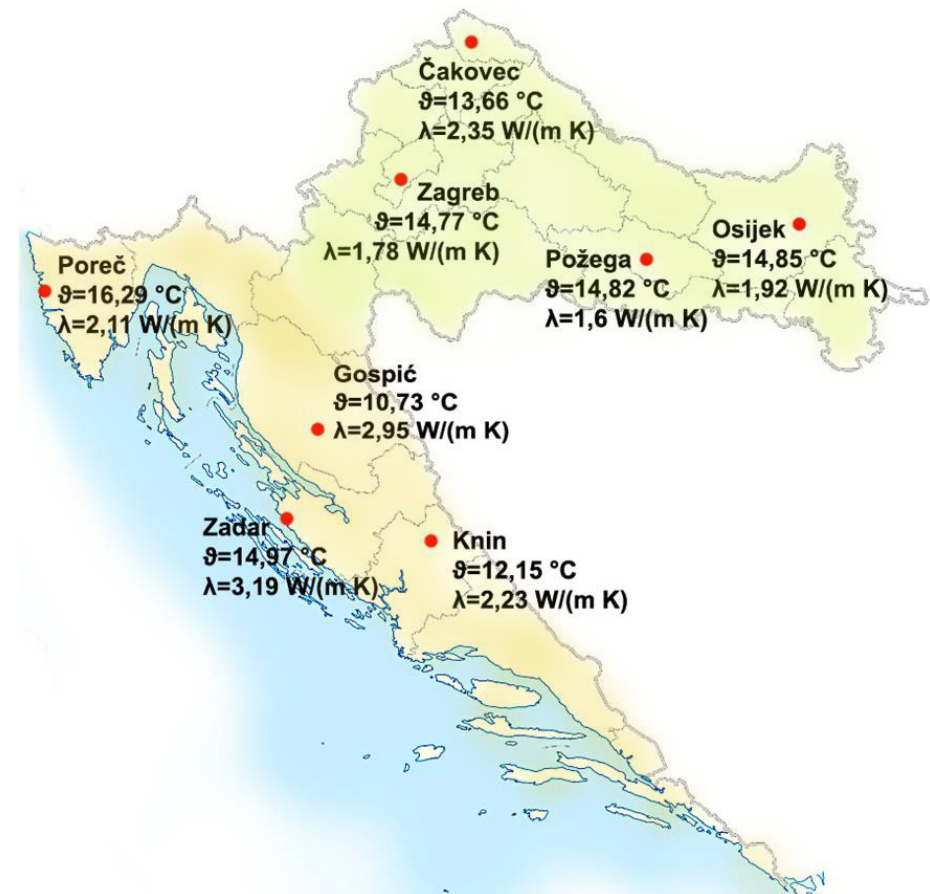 Čakovec
ϑ=13,66 °C
λ=2,35 W/(m K)
Zagreb
ϑ=14,77 °C
λ=1,78 W/(m K)
Osijek
ϑ=14,85 °C
λ=1,92 W/(m K)
Požega
ϑ=14,82 °C
λ=1,6 W/(m K)
Poreč
ϑ=16,29 °C
λ=2,11 W/(m K)
Gospić
ϑ=10,73 °C
λ=2,95 W/(m K)
Zadar
ϑ=14,97 °C
λ=3,19 W/(m K)
Knin
ϑ=12,15 °C
λ=2,23 W/(m K)